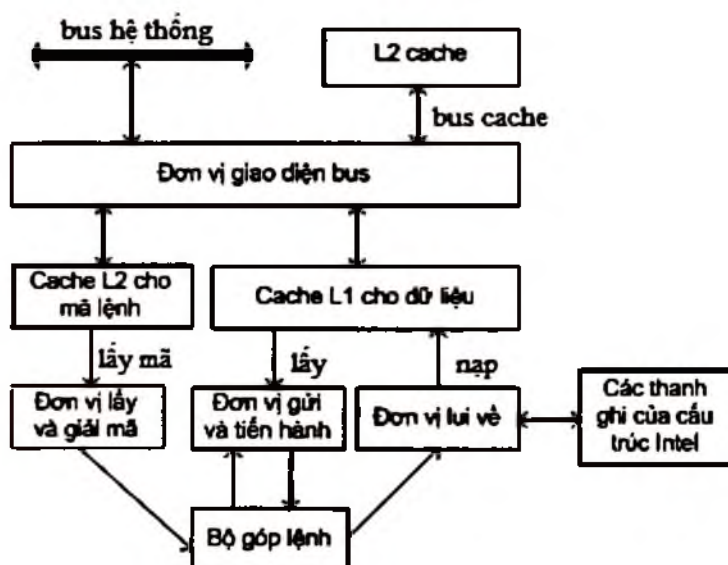 bus hệ thống
L2 cache
bus cache
Đơn vị giao diện bus
Cache L2 cho
mã lệnh
Cache L1 cho dữ liệu
lấy mã
lấy
nạp
Đơn vị lấy
và giải mã
Đơn vị gửi
và tiến hành
Đơn vị lui về
Các thanh
ghi của cấu
trúc Intel
Bộ góp lệnh